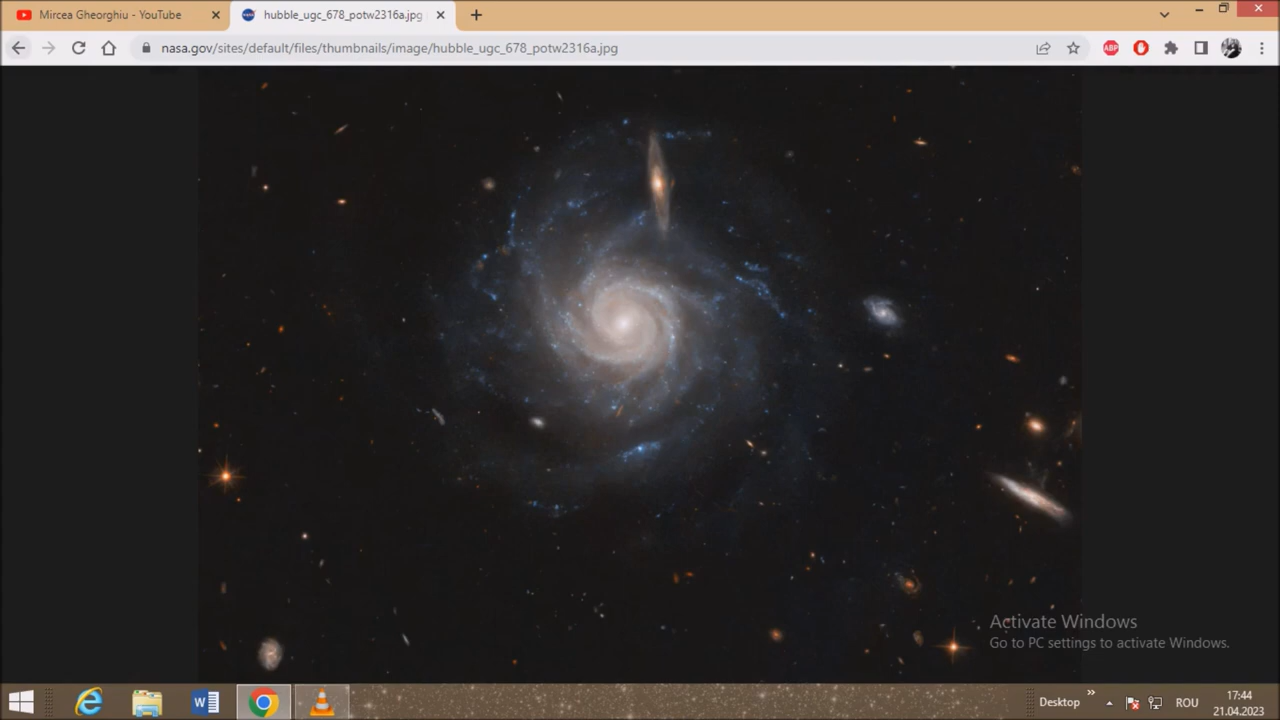 Mircea Gheorghiu - YouTube
hubble_ugc_678_potw2316a.jpg
nasa.gov/sites/default/files/thumbnails/image/hubble_ugc_678_potw2316a.jpg
ABP
Activate Windows
Go to PC settings to activate Windows.
Desktop
ROU
17:44
21.04.2023